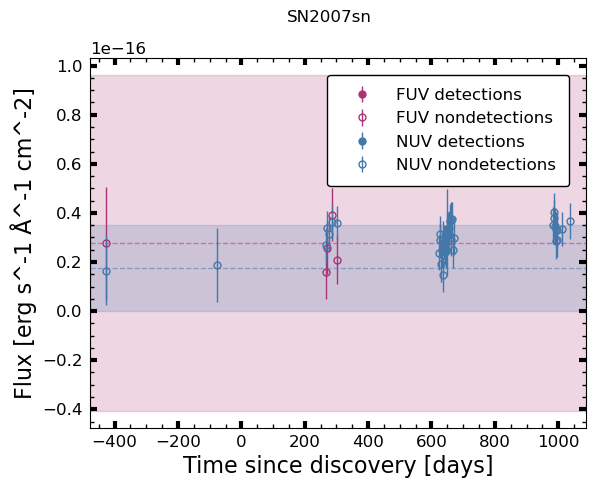 SN2007sn
1e−16
1.0
0.8
0.6
0.4
0.2
0.0
−0.2
−0.4
Flux [erg s^-1 Å^-1 cm^-2]
FUV detections
FUV nondetections
NUV detections
NUV nondetections
−400 −200 0 200 400 600 800 1000
Time since discovery [days]